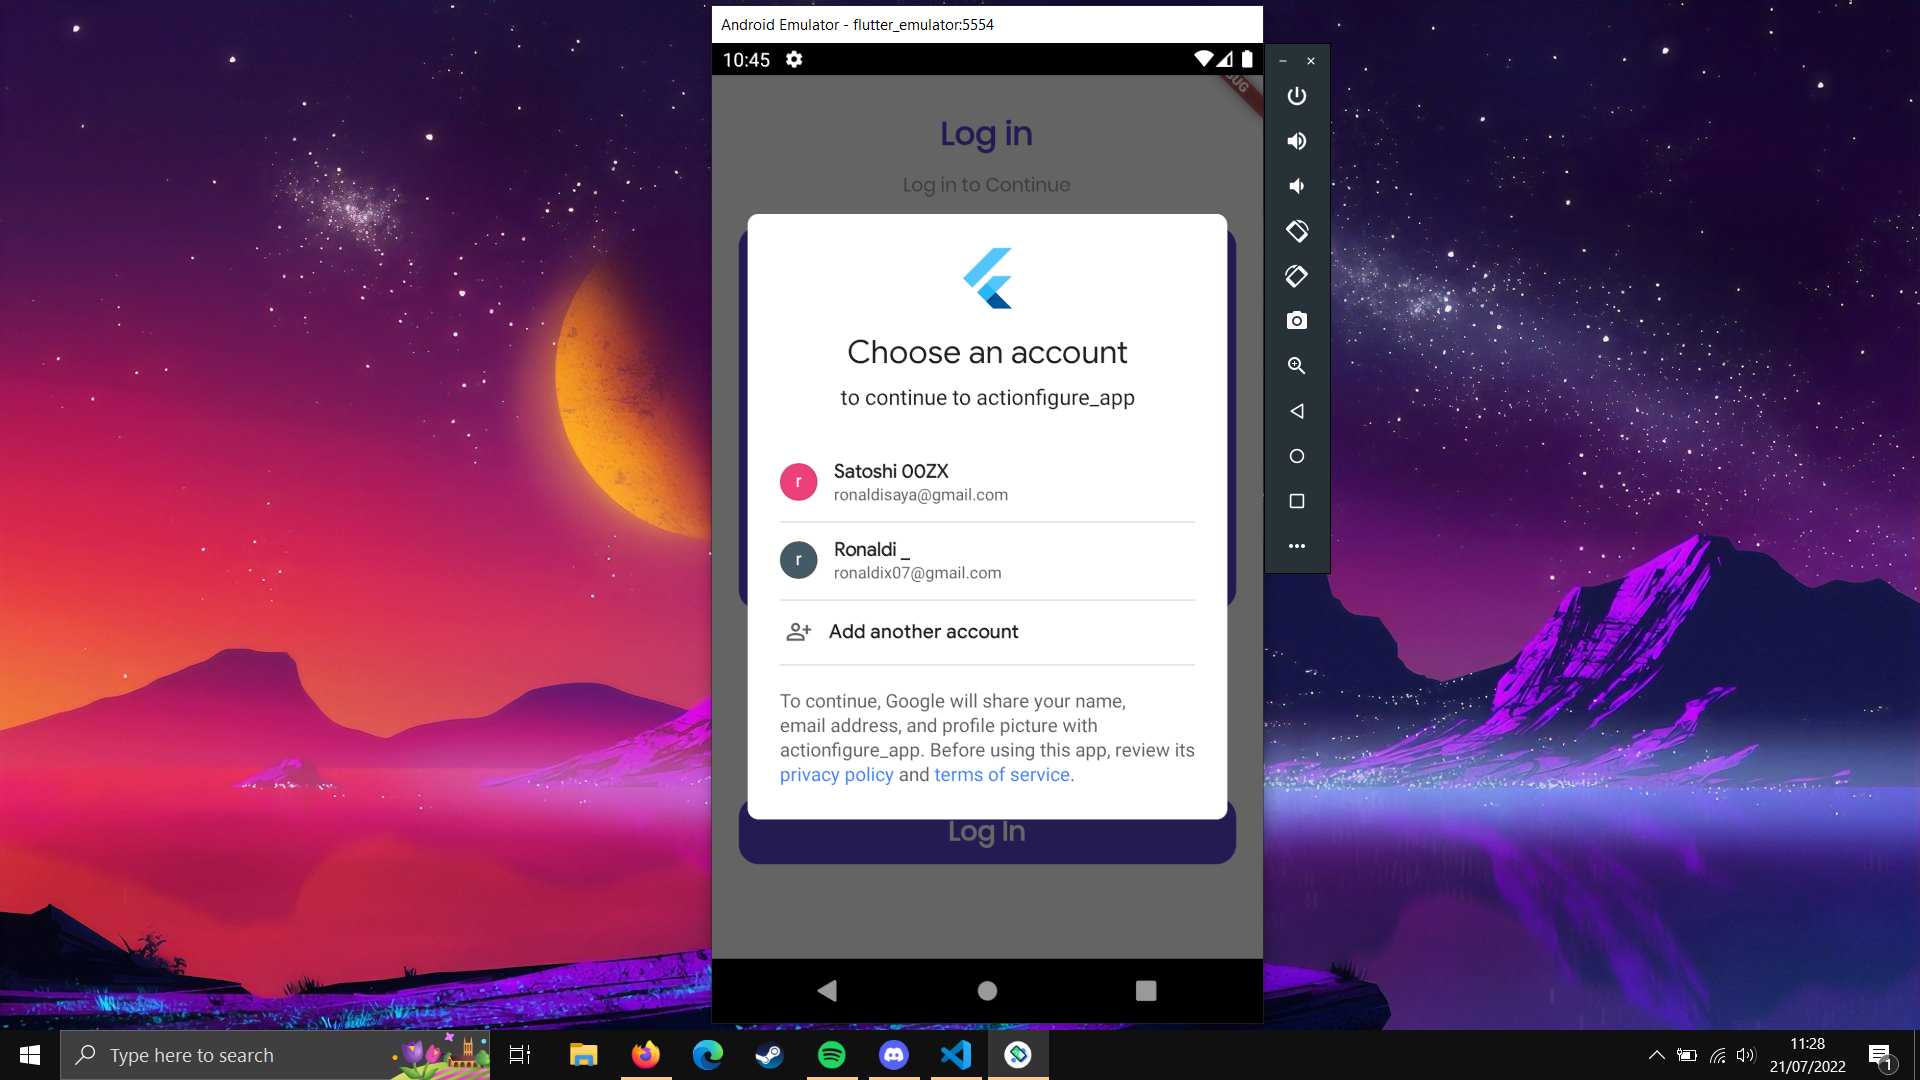 Android Emulator - flutter_emulator:5554
10:45
Log in
Log in to Continue
Choose an account
to continue to actionfigure_app
r
Satoshi 00ZX
ronaldisaya@gmail.com
r
Ronaldi _
ronaldix07@gmail.com
Add another account
To continue, Google will share your name,
email address, and profile picture with
actionfigure_app. Before using this app, review its
privacy policy and terms of service.
Log In
Type here to search
11:28
21/07/2022
1